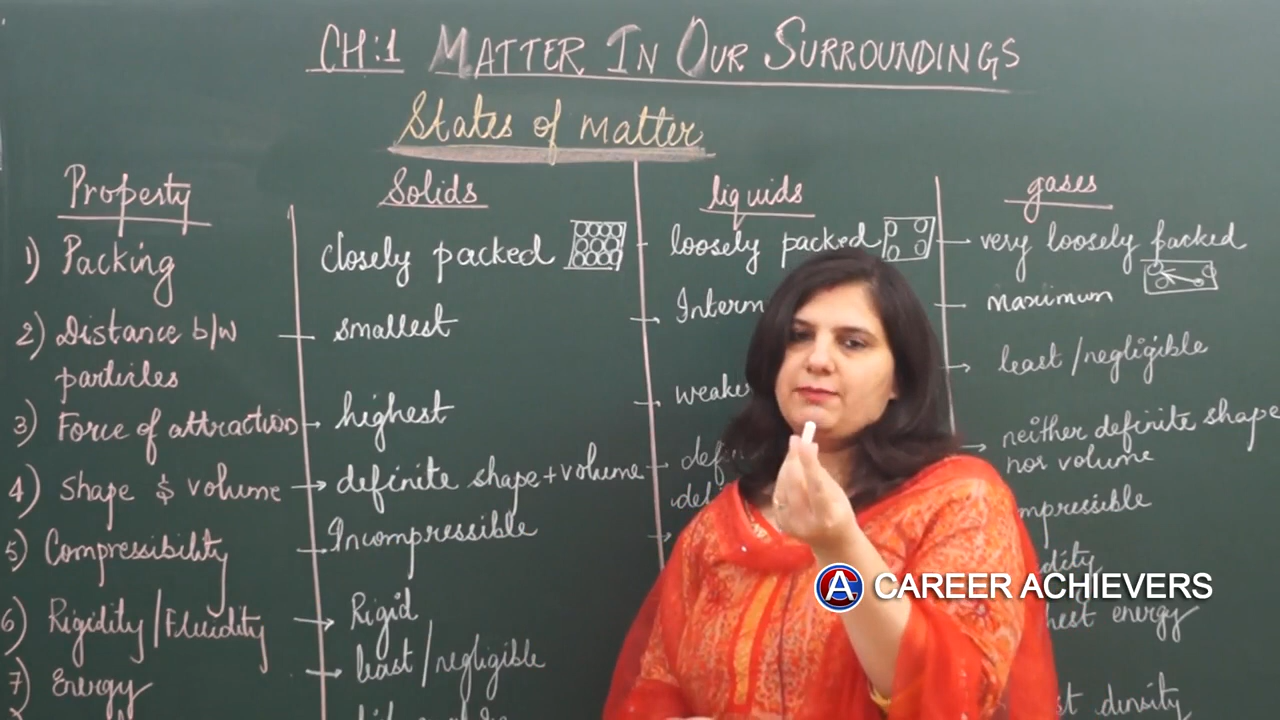 CH:1 MATTER IN OUR SURROUNDINGS
States of matter
Property Solids liquids gases
1) Packing closely packed loosely packed very loosely packed
2) Distance b/w smallest maximum
particles
least/negligible
3) Force of attraction highest
neither definite shape
nor volume
4) Shape & volume definite shape + volume
5) Compressibility Incompressible
6) Rigidity/Fluidity Rigid
energy
7) Energy least/negligible
density
CAREER ACHIEVERS